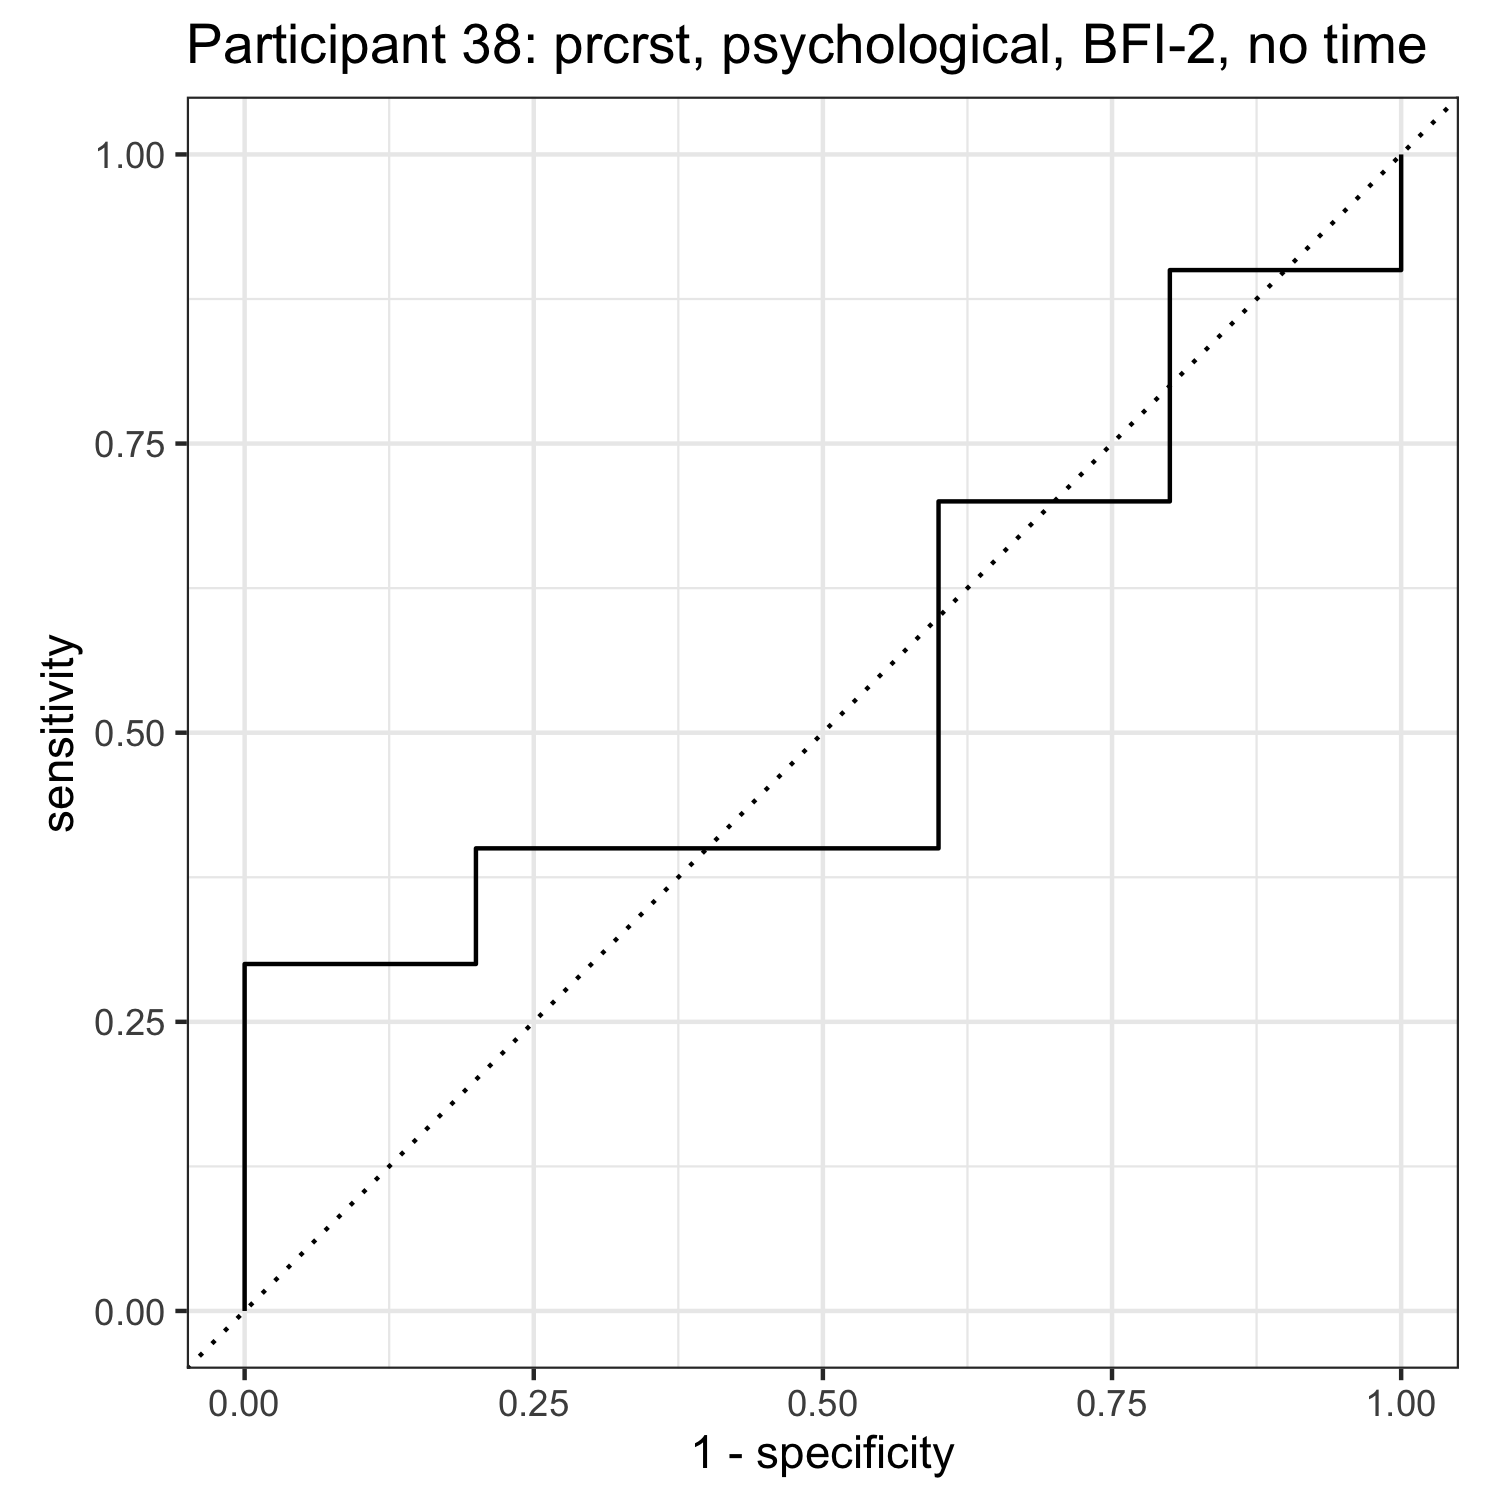 Participant 38: prcrst, psychological, BFI-2, no time
sensitivity
1.00
0.75
0.50
0.25
0.00
0.00 0.25 0.50 0.75 1.00
1 - specificity